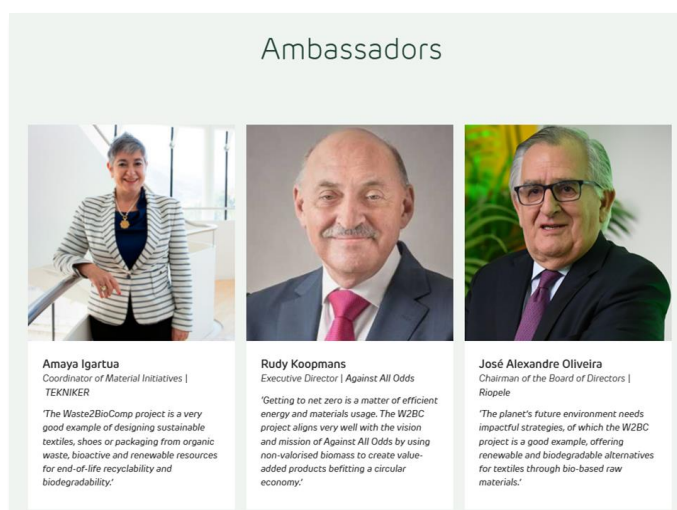 Ambassadors
Amaya Igartua
Coordinator of Material Initiatives |
TEKNIKER
'The Waste2BioComp project is a very
good example of designing sustainable
textiles, shoes or packaging from organic
waste, bioactive and renewable resources
for end-of-life recyclability and
biodegradability.'
Rudy Koopmans
Executive Director | Against All Odds
'Getting to net zero is a matter of efficient
energy and materials usage. The W2BC
project aligns very well with the vision
and mission of Against All Odds by using
non-valorised biomass to create value-
added products befitting a circular
economy.'
José Alexandre Oliveira
Chairman of the Board of Directors |
Riopele
'The planet's future environment needs
impactful strategies, of which the W2BC
project is a good example, offering
renewable and biodegradable alternatives
for textiles through bio-based raw
materials.'